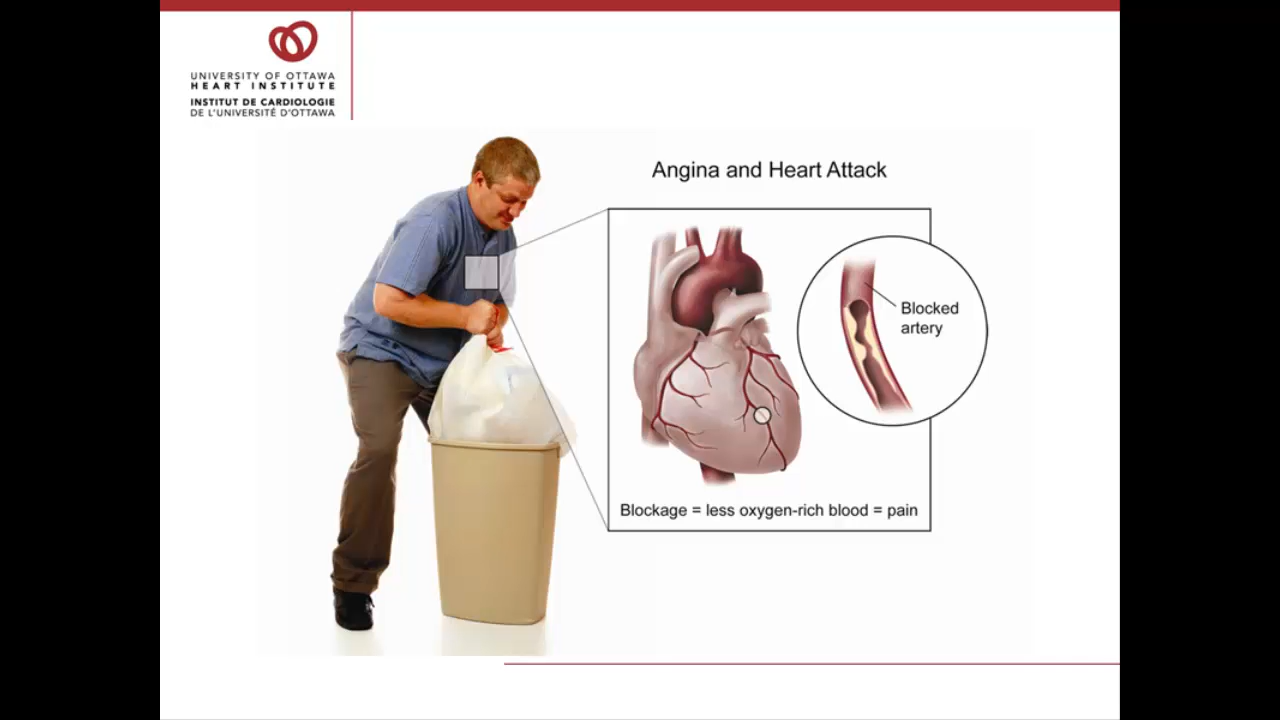 UNIVERSITY OF OTTAWA
HEART INSTITUTE
INSTITUT DE CARDIOLOGIE
DE L'UNIVERSITÉ D'OTTAWA
Angina and Heart Attack
Blocked
artery
Blockage = less oxygen-rich blood = pain